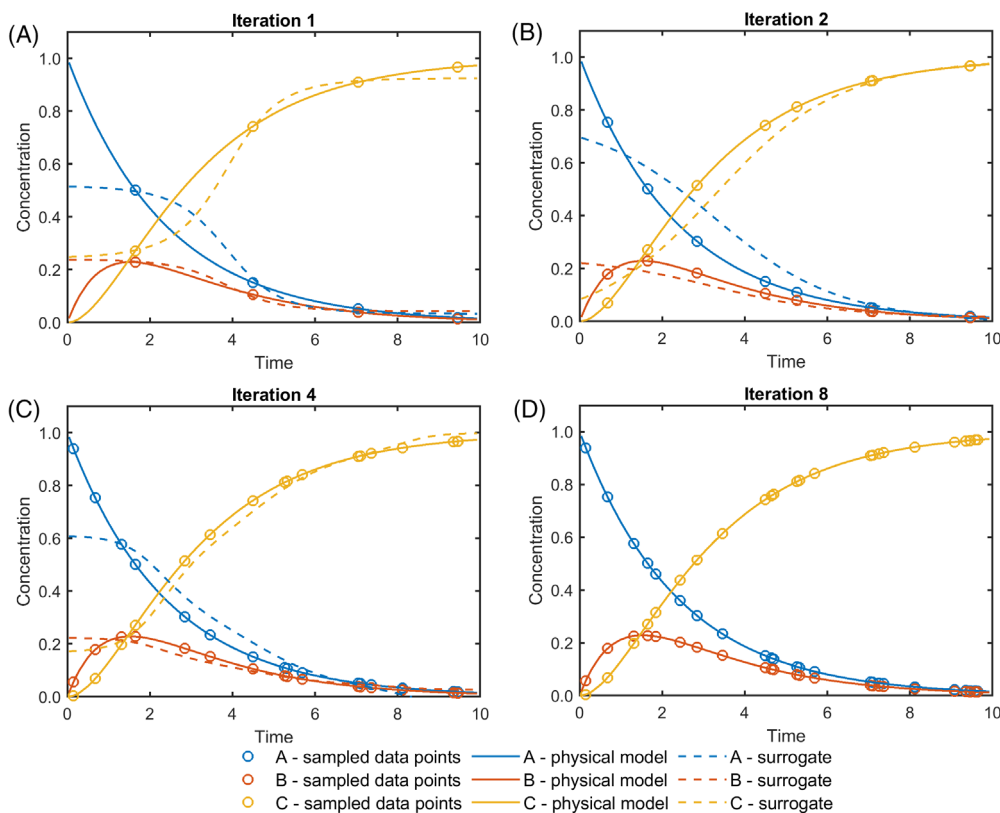 (A)
Iteration 1
1.0
0.8
0.6
0.4
0.2
0.0
Concentration
0 2 4 6 8 10
Time
(B)
Iteration 2
1.0
0.8
0.6
0.4
0.2
0.0
Concentration
0 2 4 6 8 10
Time
(C)
Iteration 4
1.0
0.8
0.6
0.4
0.2
0.0
Concentration
0 2 4 6 8 10
Time
(D)
Iteration 8
1.0
0.8
0.6
0.4
0.2
0.0
Concentration
0 2 4 6 8 10
Time
A - sampled data points A - physical model A - surrogate
B - sampled data points B - physical model B - surrogate
C - sampled data points C - physical model C - surrogate